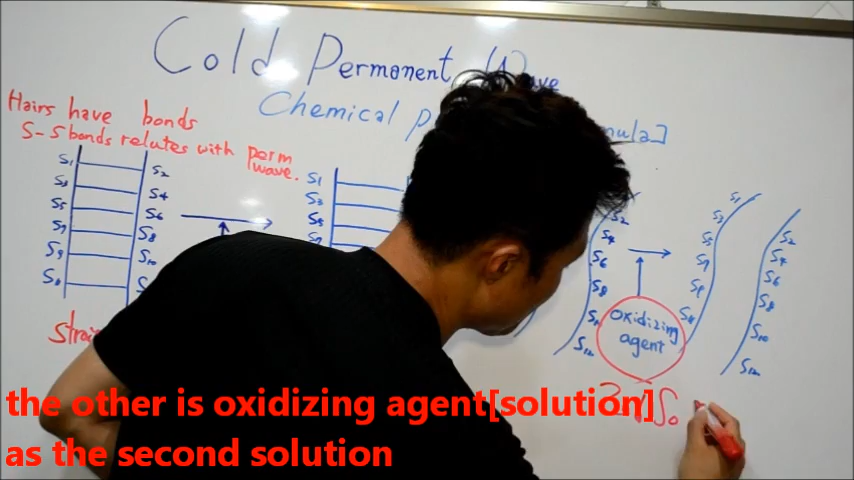 Cold Permanent Wave
Chemical
Hairs have bonds
S-S bonds relates with perm
wave.
S1 S2
S3 S4
S5 S6
S7 S8
S9 S10
S1
S3
S5
S7
S2
S4
S6
S8
S12
Oxidizing
agent
S1
S3
S5
S7
S9
S11
S2
S4
S6
S8
S10
S12
the other is oxidizing agent[solution]
as the second solution